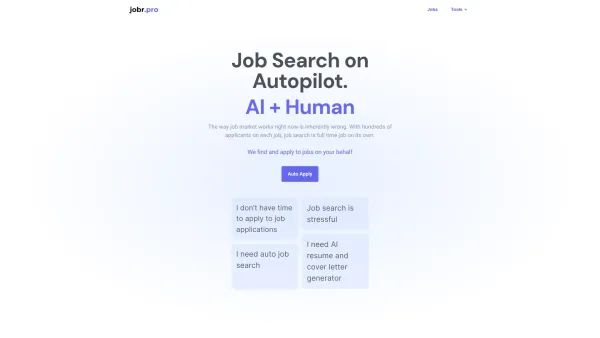 jobr.pro
Jobs
Tools
Job Search on
Autopilot.
AI + Human
The way job market works right now is inherently wrong. With hundreds of
applicants on each job, job search is full time job on its own.
We find and apply to jobs on your behalf
Auto Apply
I don't have time
to apply to job
applications
Job search is
stressful
I need auto job
search
I need AI
resume and
cover letter
generator